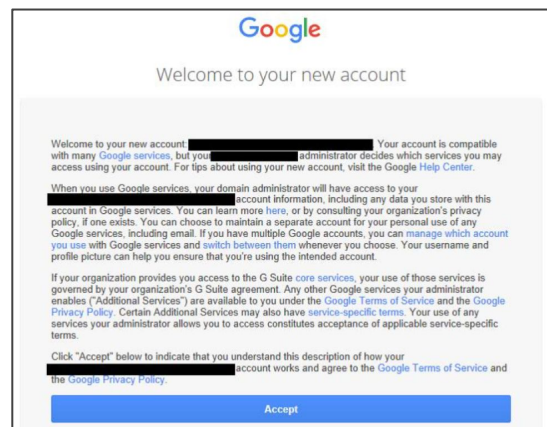 Google
Welcome to your new account
Welcome to your new account: Your account is compatible
with many Google services, but your administrator decides which services you may
access using your account. For tips about using your new account, visit the Google Help Center.
When you use Google services, your domain administrator will have access to your
account information, including any data you store with this
account in Google services. You can learn more here, or by consulting your organization's privacy
policy, if one exists. You can choose to maintain a separate account for your personal use of any
Google services, including email. If you have multiple Google accounts, you can manage which account
you use with Google services and switch between them whenever you choose. Your username and
profile picture can help you ensure that you're using the intended account.
If your organization provides you access to the G Suite core services, your use of those services is
governed by your organization's G Suite agreement. Any other Google services your administrator
enables ("Additional Services") are available to you under the Google Terms of Service and the Google
Privacy Policy. Certain Additional Services may also have service-specific terms. Your use of any
services your administrator allows you to access constitutes acceptance of applicable service-specific
terms.
Click "Accept" below to indicate that you understand this description of how your
account works and agree to the Google Terms of Service and
the Google Privacy Policy.
Accept